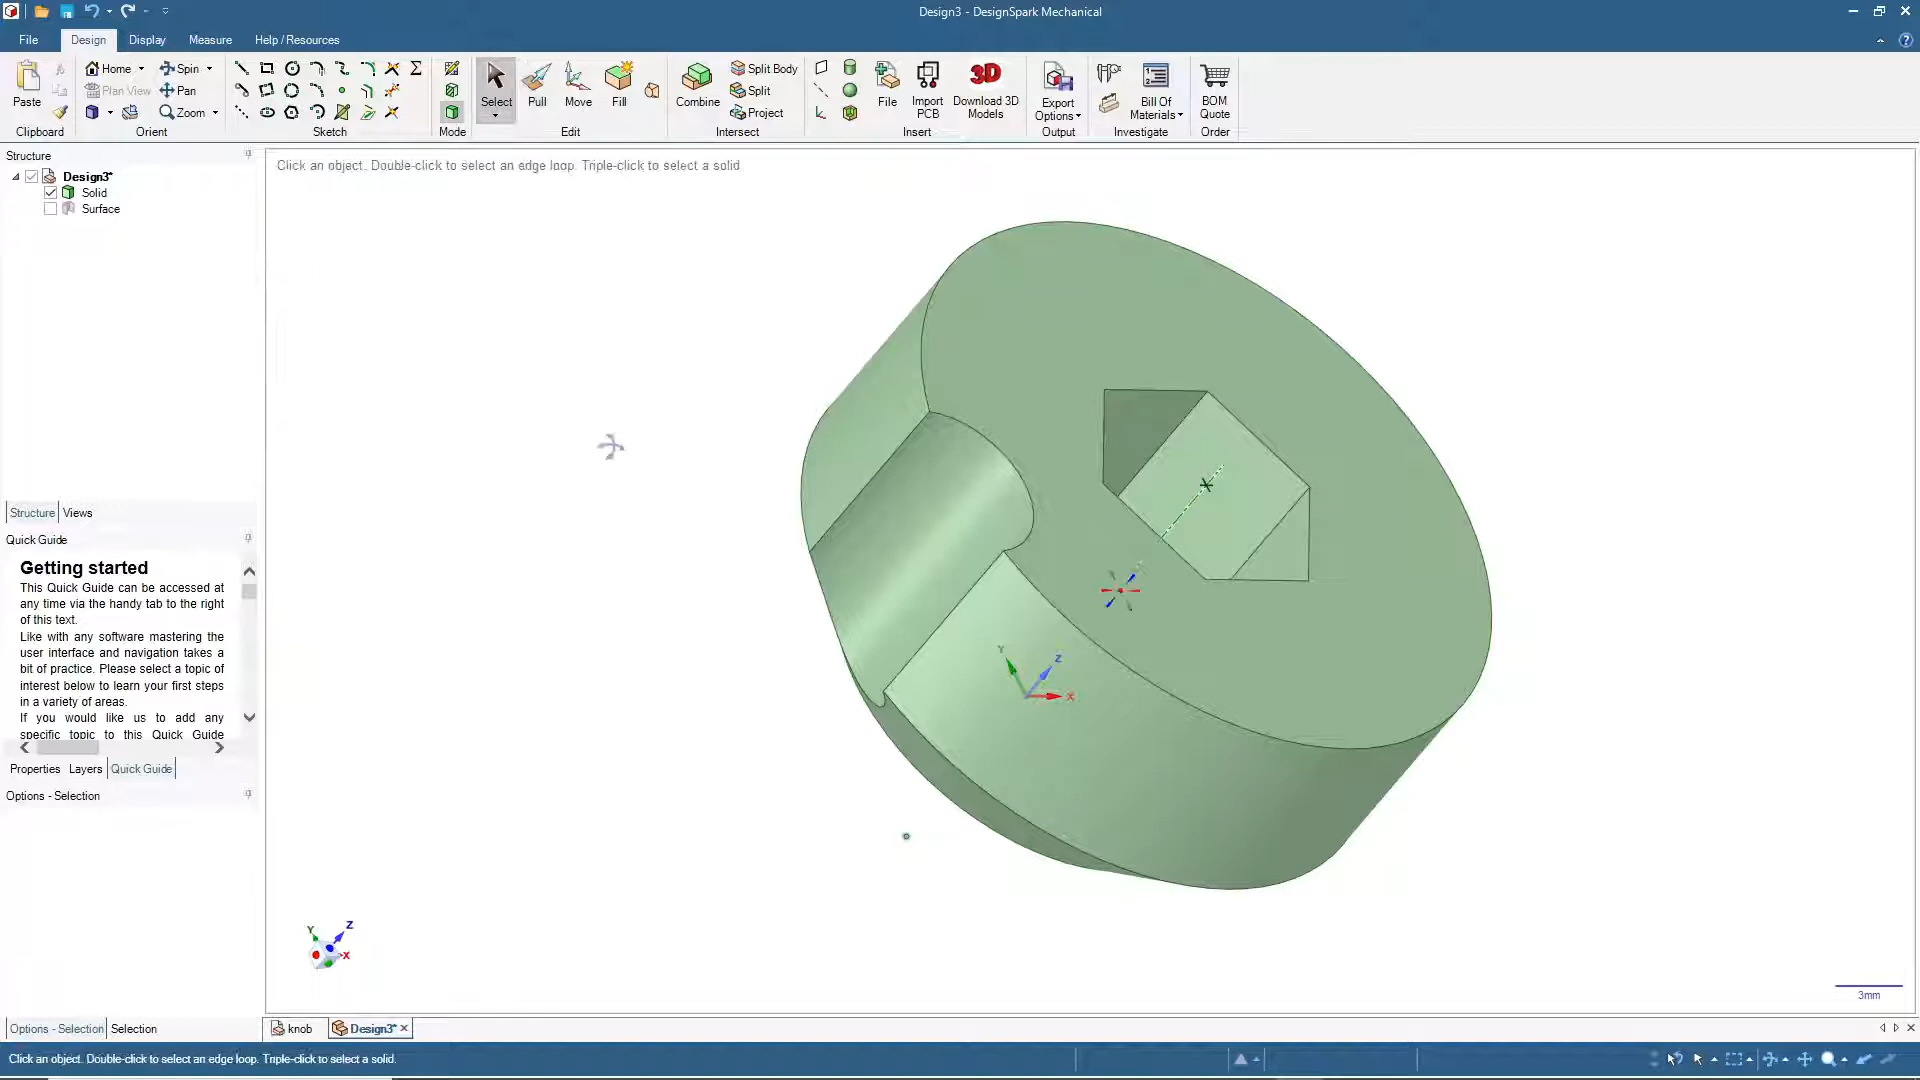 Design3 - DesignSpark Mechanical
File Design Display Measure Help / Resources
Home Spin Split Body
Plan View Pan Split
Zoom Project
Paste Select Pull Move Fill Combine File Import PCB Download 3D Models Export Options Bill Of Materials BOM Quote
3D
Clipboard Orient Sketch Mode Edit Intersect Insert Output Investigate Order
Structure
Click an object. Double-click to select an edge loop. Triple-click to select a solid
Design3*
Solid
Surface
Structure Views
Quick Guide
Getting started
This Quick Guide can be accessed at
any time via the handy tab to the right
of this text.
Like with any software mastering the
user interface and navigation takes a
bit of practice. Please select a topic of
interest below to learn your first steps
in a variety of areas.
If you would like us to add any
specific topic to this Quick Guide
Properties Layers Quick Guide
Options - Selection
Y Z X
Y Z X
3mm
Options - Selection Selection
knob Design3*
Click an object. Double-click to select an edge loop. Triple-click to select a solid.